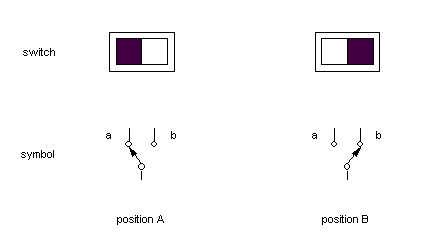 switch
a b a b
symbol
position A position B